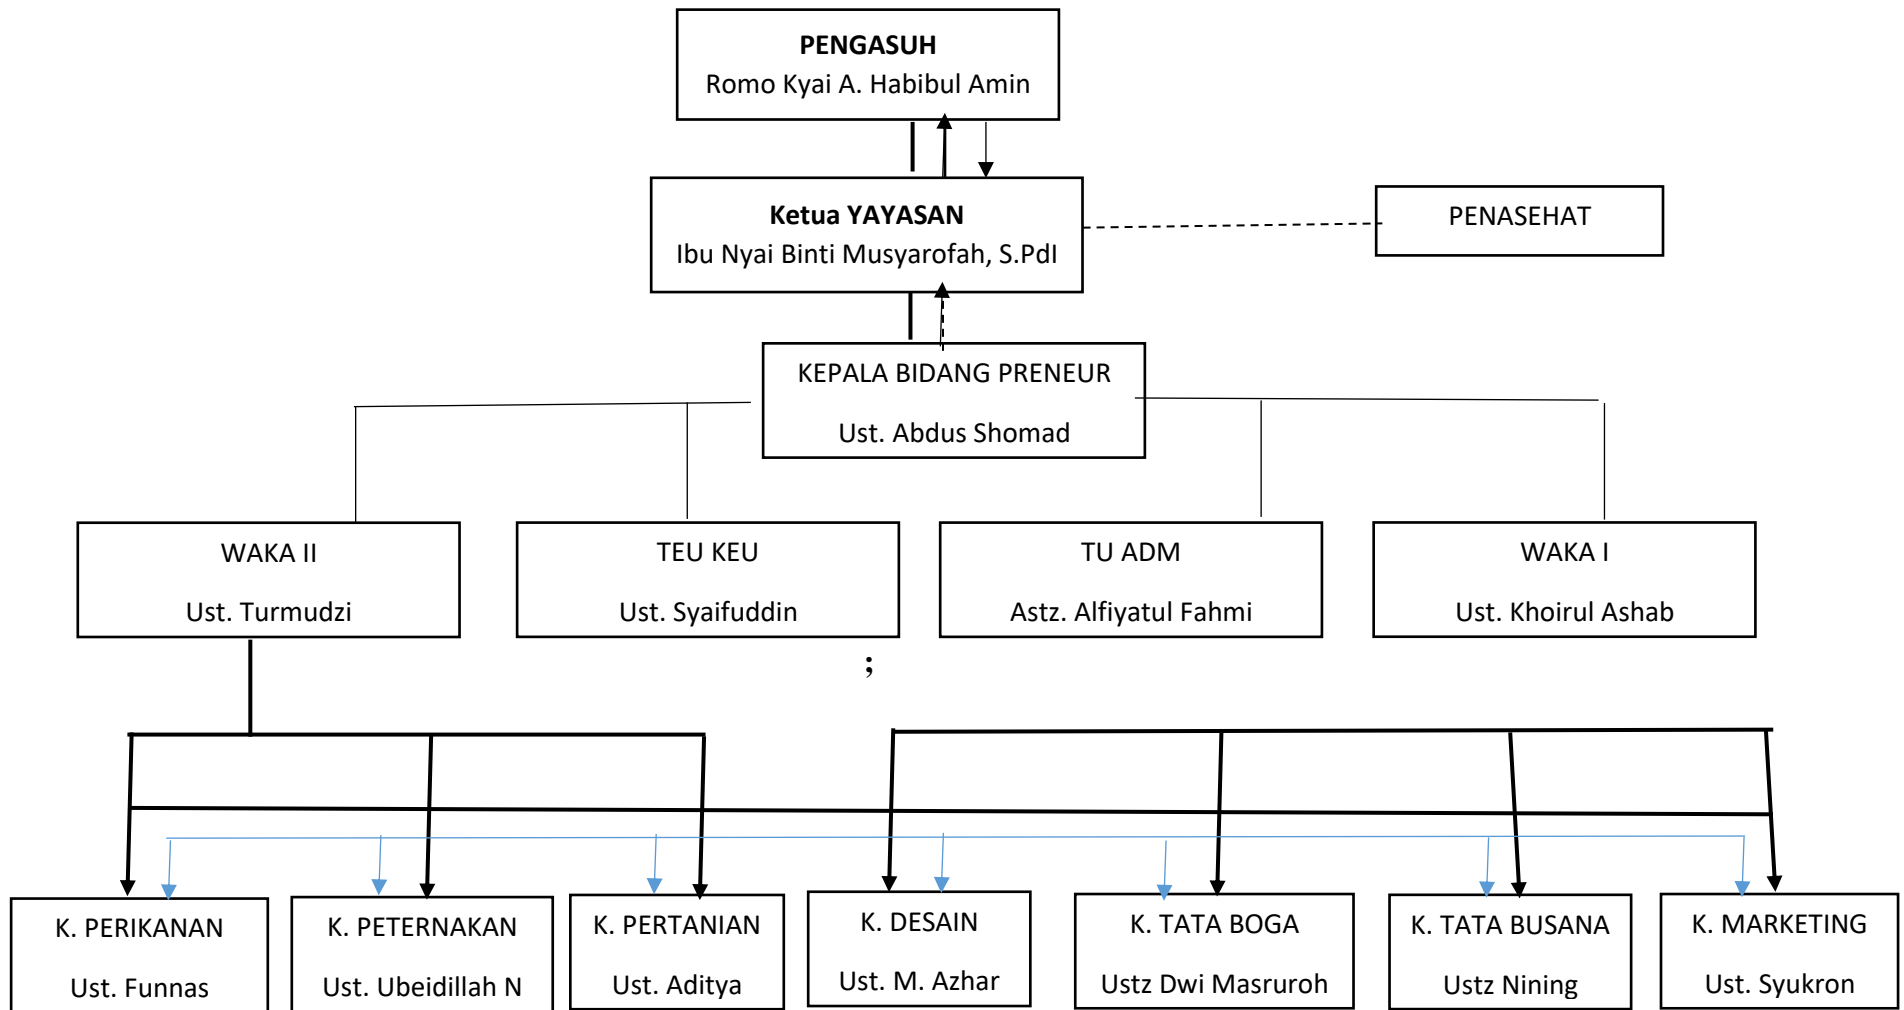 PENGASUH
Romo Kyai A. Habibul Amin
Ketua YAYASAN
Ibu Nyai Binti Musyarofah, S.PdI
PENASEHAT
KEPALA BIDANG PRENEUR
Ust. Abdus Shomad
WAKA II
Ust. Turmudzi
TEU KEU
Ust. Syaifuddin
TU ADM
Astz. Alfiyatul Fahmi
WAKA I
Ust. Khoirul Ashab
;
K. PERIKANAN
Ust. Funnas
K. PETERNAKAN
Ust. Ubeidillah N
K. PERTANIAN
Ust. Aditya
K. DESAIN
Ust. M. Azhar
K. TATA BOGA
Ustz Dwi Masruroh
K. TATA BUSANA
Ustz Nining
K. MARKETING
Ust. Syukron